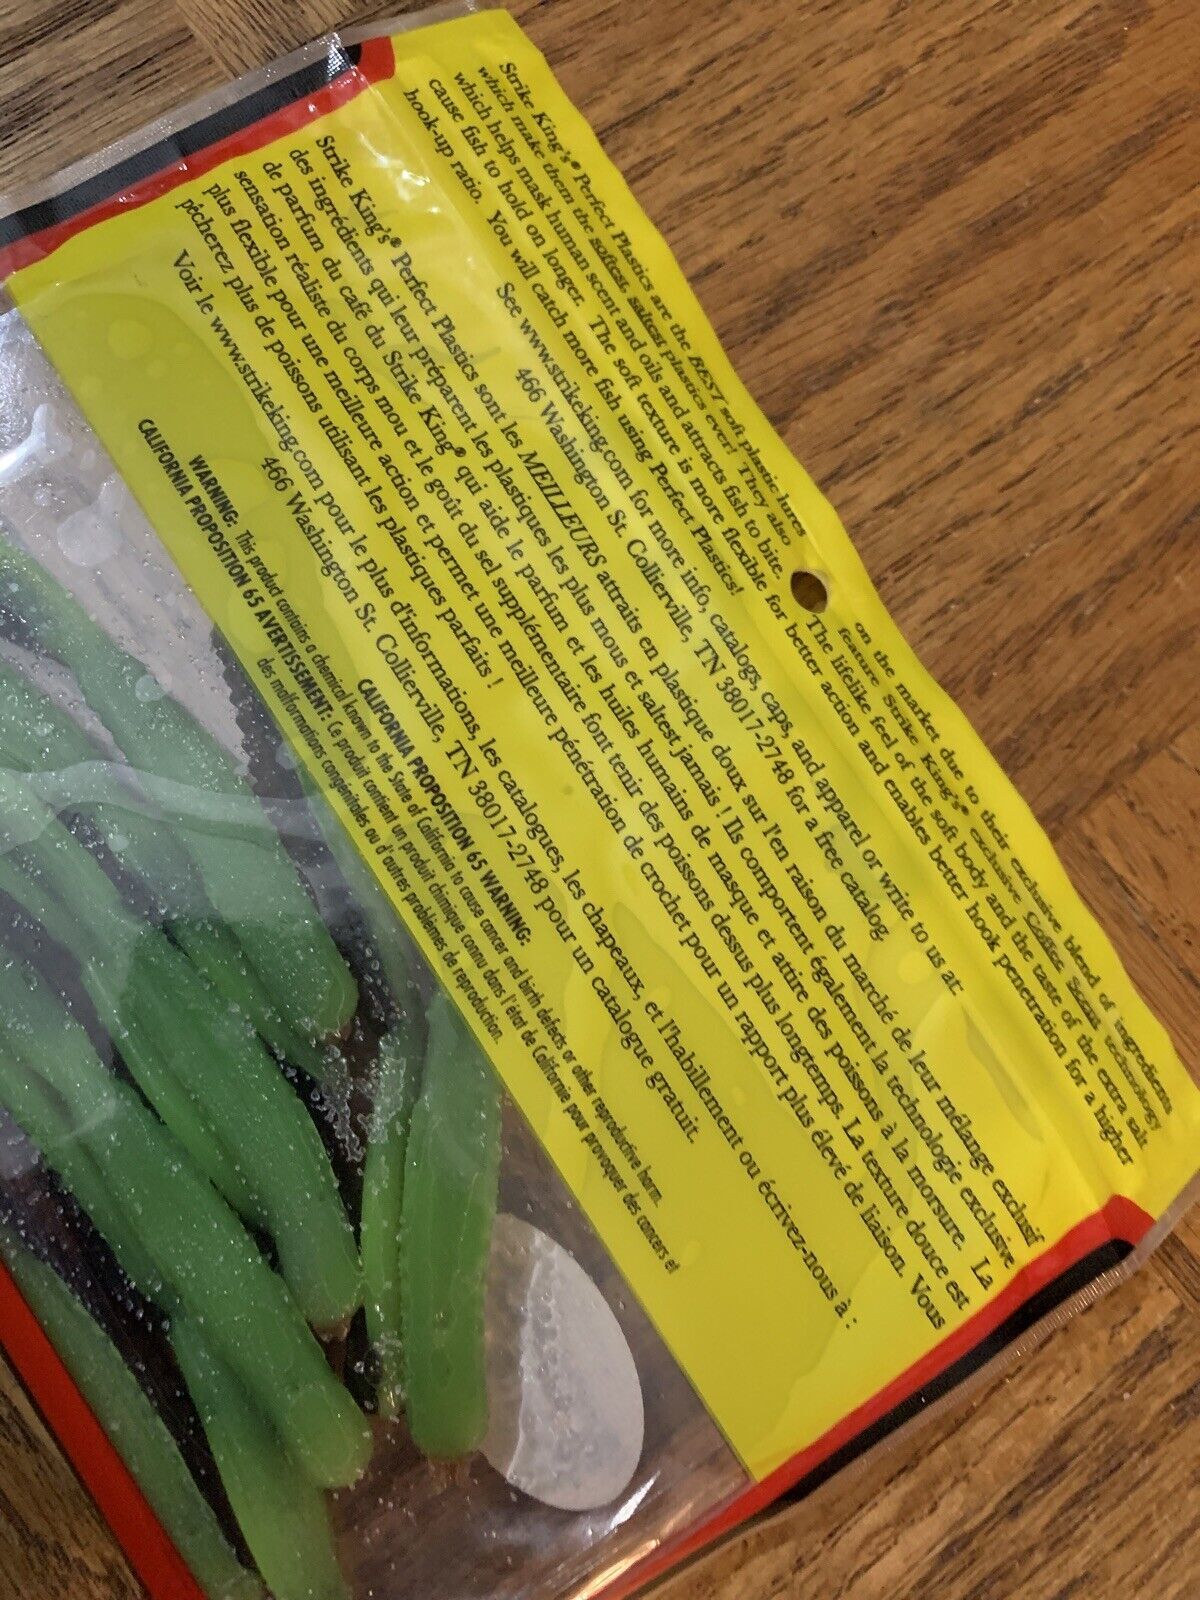 Strike King's® Perfect Plastics are the BEST soft plastic lures on the market due to their exclusive blend of ingredients
which make them the softest, saltest plastics ever! They also feature Strike King's® exclusive Coffee Scent technology
which helps mask human scent and oils and attracts fish to bite. The lifelike feel of the soft body and the taste of the extra salt
cause fish to hold on longer. The soft texture is more flexible for better action and enables better hook penetration for a higher
hook-up ratio. You will catch more fish using Perfect Plastics!
See www.strikeking.com for more info, catalogs, caps, and apparel or write to us at:
466 Washington St. Collierville, TN 38017-2748 for a free catalog.
Strike King's® Perfect Plastics sont les MEILLEURS attraits en plastique doux sur l'en raison du marché de leur mélange exclusif
des ingrédients qui leur préparent les plastiques les plus mous et saltest jamais ! Ils comportent également la technologie exclusive
de parfum du café du Strike King® qui aide le parfum et les huiles humains de masque et attire des poissons à la morsure. La
sensation réaliste du corps mou et le goût du sel supplémentaire font tenir des poissons dessus plus longtemps. La texture douce est
plus flexible pour une meilleure action et permet une meilleure pénétration de crochet pour un rapport plus élevé de liaison. Vous
pêcherez plus de poissons utilisant les plastiques parfaits !
Voir le www.strikeking.com pour le plus d'informations, les catalogues, les chapeaux, et l'habillement ou écrivez-nous à :
466 Washington St. Collierville, TN 38017-2748 pour un catalogue gratuit.
CALIFORNIA PROPOSITION 65 WARNING:
WARNING: This product contains a chemical known to the State of California to cause cancer and birth defects or other reproductive harm.
CALIFORNIA PROPOSITION 65 AVERTISSEMENT: Ce produit contient un produit chimique connu dans l'état de Californie pour provoquer des cancers et
des malformations congénitales ou d'autres problèmes de reproduction.